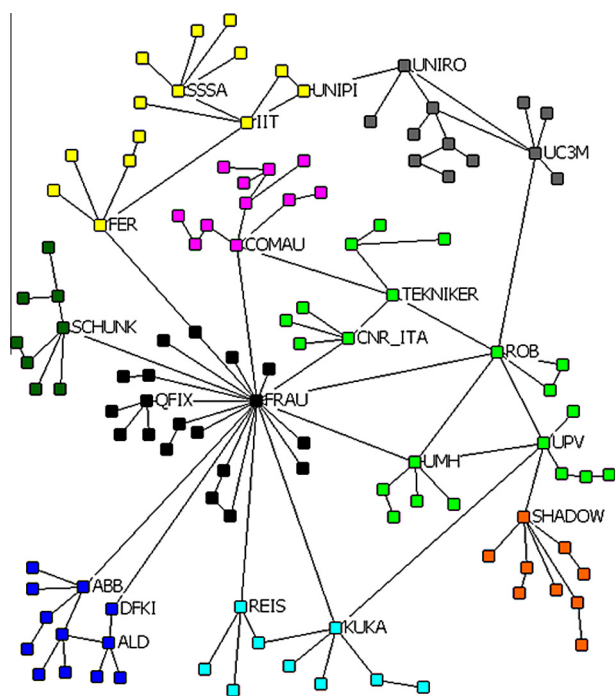 UNIRO
SSSA
UNIPI
IIT
UC3M
FER
COMAU
TEKNIKER
SCHUNK
CNR_ITA
ROB
QFIX
FRAU
UPV
UMH
SHADOW
ABB
DFKI
REIS
KUKA
ALD